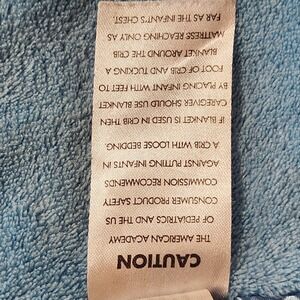 CAUTION
THE AMERICAN ACADEMY
OF PEDIATRICS AND THE US
CONSUMER PRODUCT SAFETY
COMMISSION RECOMMENDS
AGAINST PUTTING INFANTS IN
A CRIB WITH LOOSE BEDDING.
IF BLANKET IS USED IN CRIB THEN
CAREGIVER SHOULD USE BLANKET
BY PLACING INFANT WITH FEET TO
FOOT OF CRIB AND TUCKING A
BLANKET AROUND THE CRIB
MATTRESS REACHING ONLY AS
FAR AS THE INFANT'S CHEST.